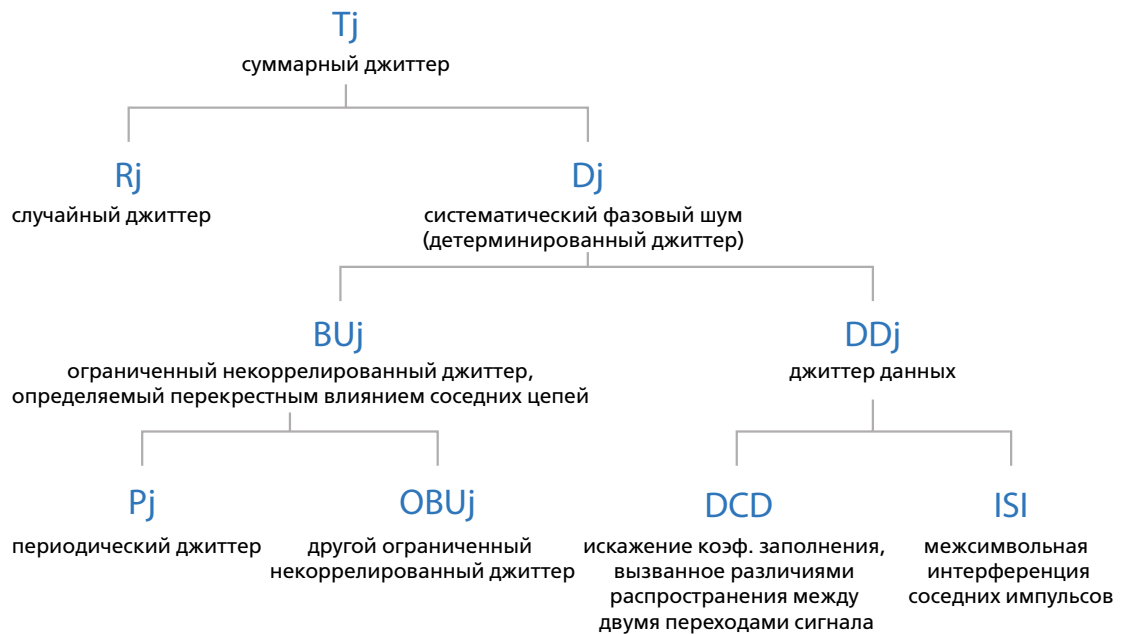 Tj
суммарный джиттер
Rj
случайный джиттер
Dj
систематический фазовый шум
(детерминированный джиттер)
BUj
ограниченный некоррелированный джиттер,
определяемый перекрестным влиянием соседних цепей
DDj
джиттер данных
Pj
периодический джиттер
OBUj
другой ограниченный
некоррелированный джиттер
DCD
искажение коэф. заполнения,
вызванное различиями
распространения между
двумя переходами сигнала
ISI
межсимвольная
интерференция
соседних импульсов